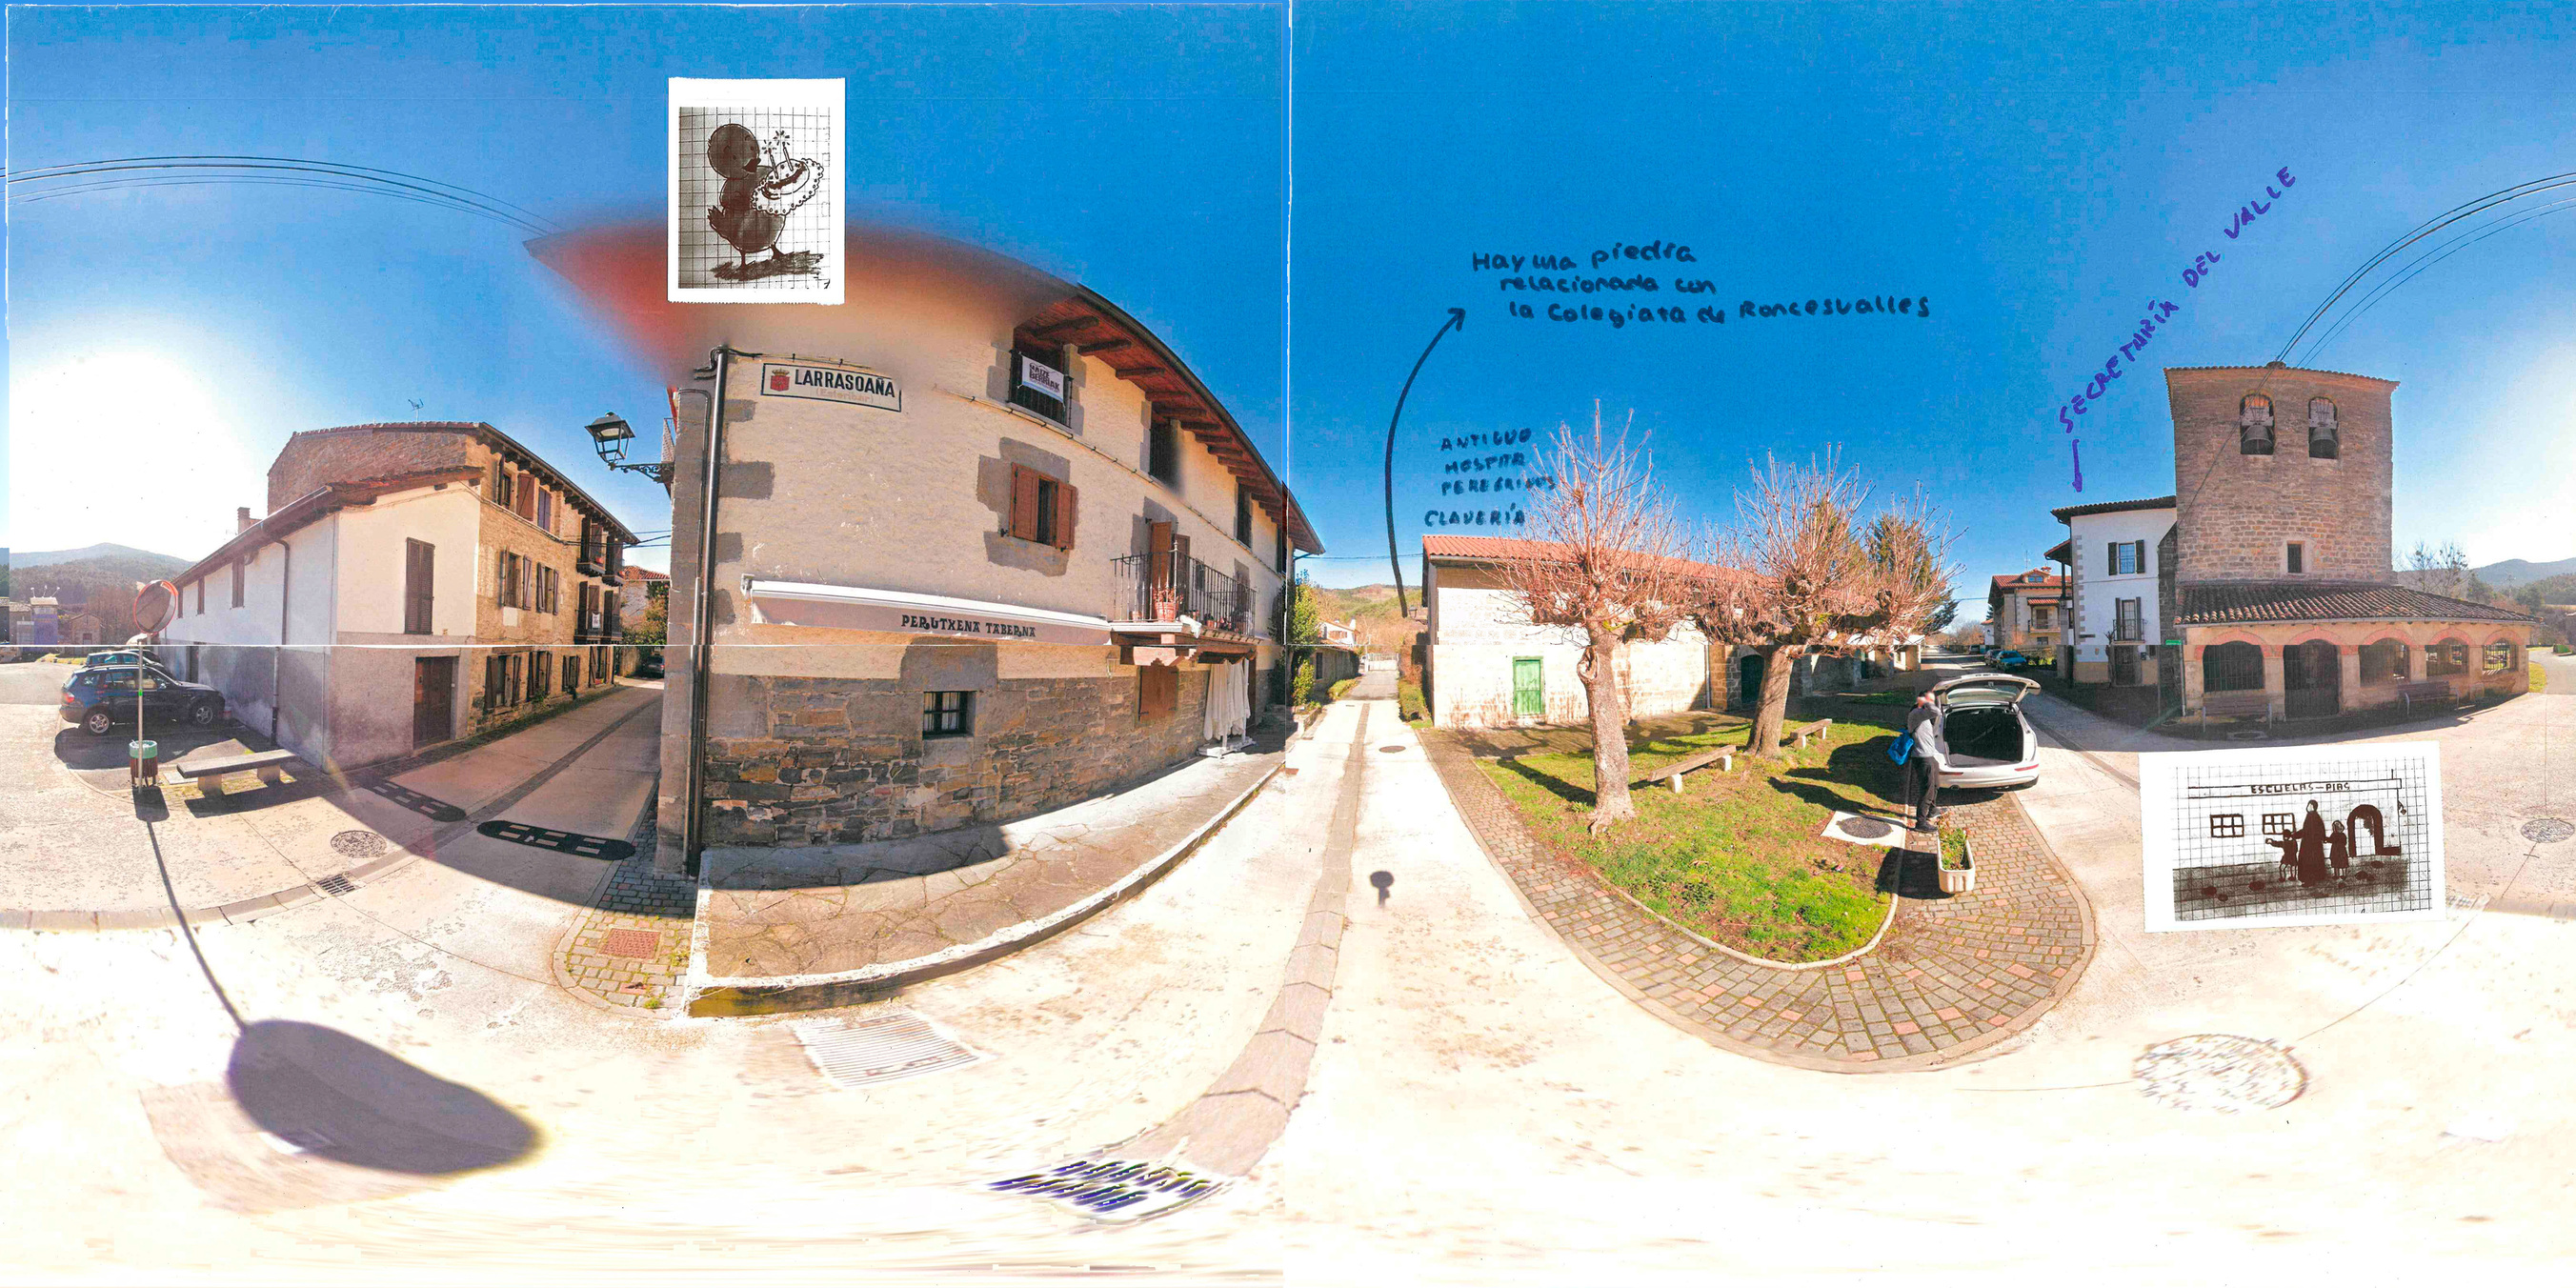 LARRASOAÑA
(Esteribar)
PERUTXENA TABERNA
Hay una piedra
relacionada con
la Colegiata de Roncesvalles
ANTIGUO
HOSPITAL
PEREGRINOS
CLAVERÍA
SECRETARÍA DEL VALLE
ESCUELAS-PIAS